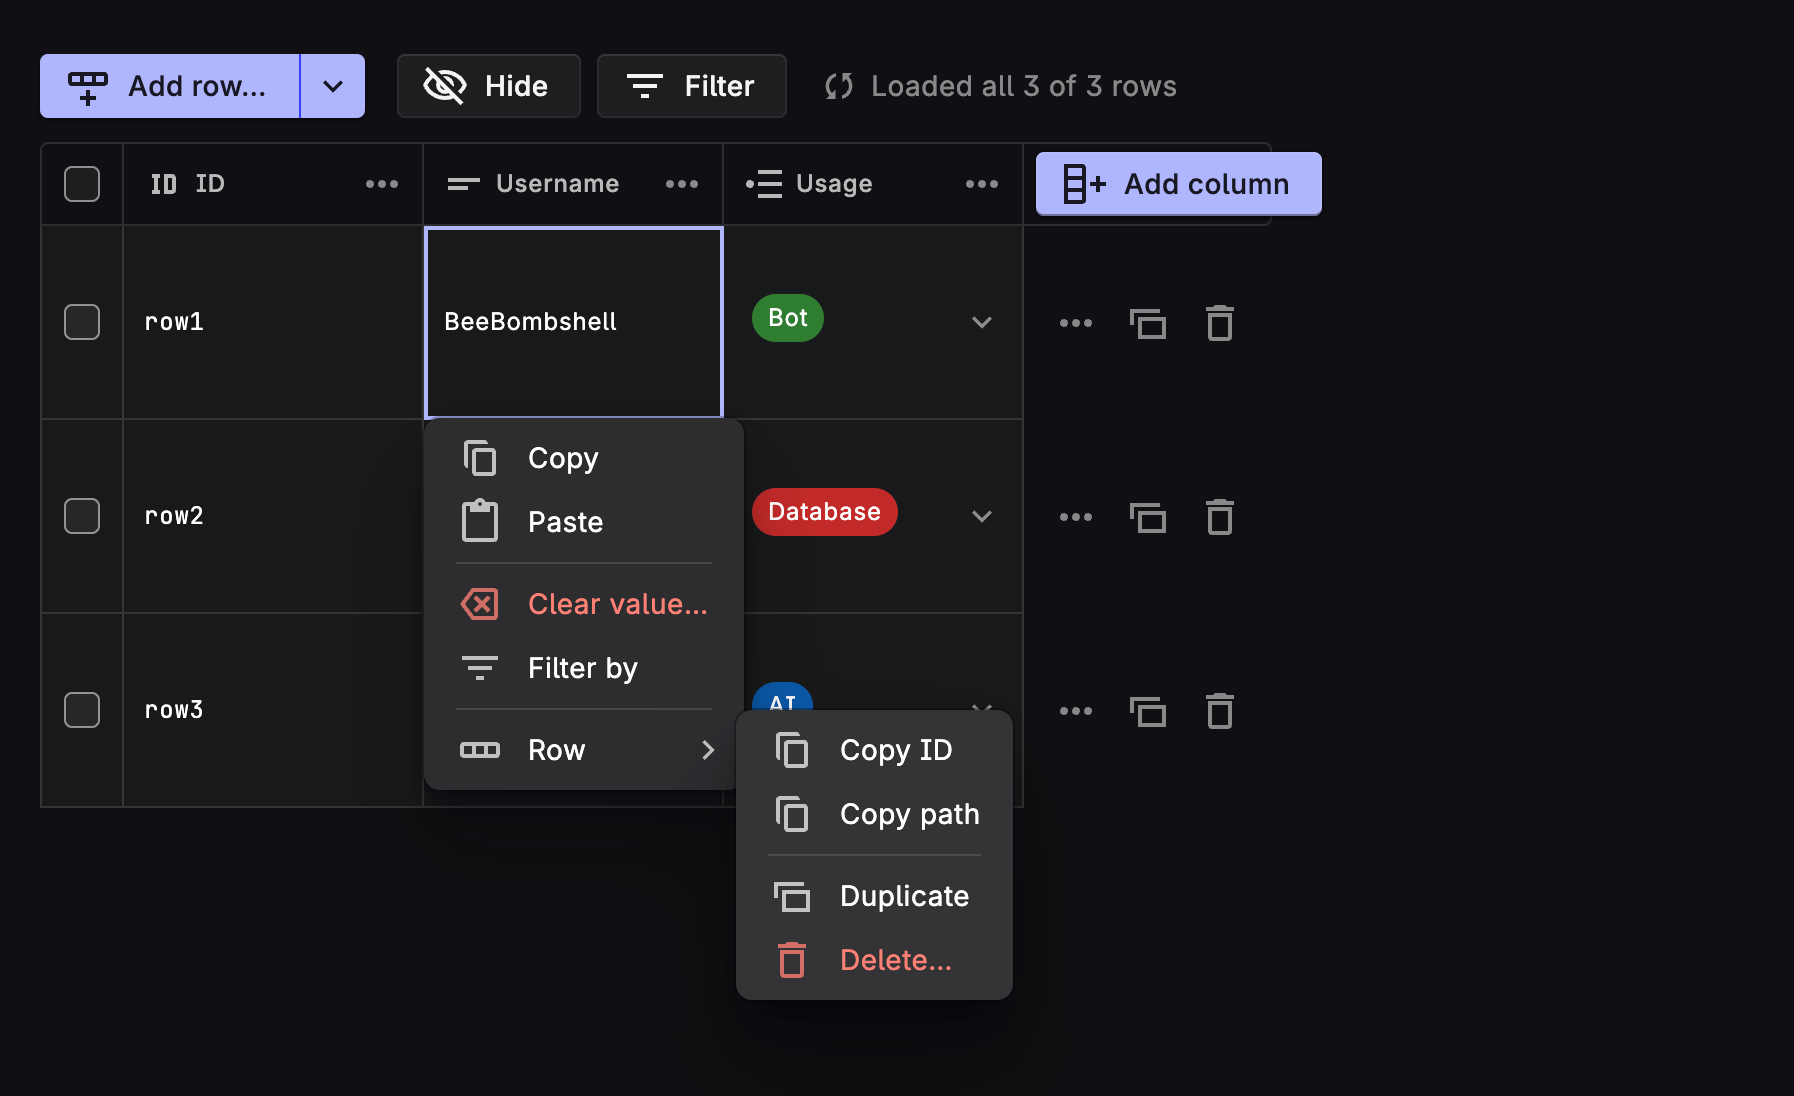 Add row...
Hide
Filter
Loaded all 3 of 3 rows
ID ID
Username
Usage
Add column
row1
BeeBombshell
Bot
row2
Database
row3
AI
Copy
Paste
Clear value...
Filter by
Row
Copy ID
Copy path
Duplicate
Delete...